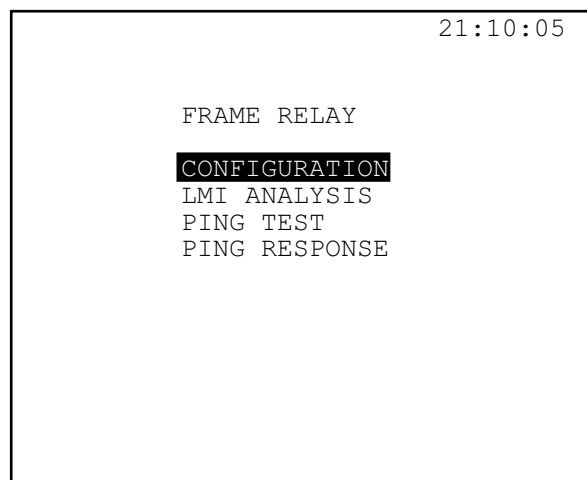 21:10:05
FRAME RELAY
CONFIGURATION
LMI ANALYSIS
PING TEST
PING RESPONSE